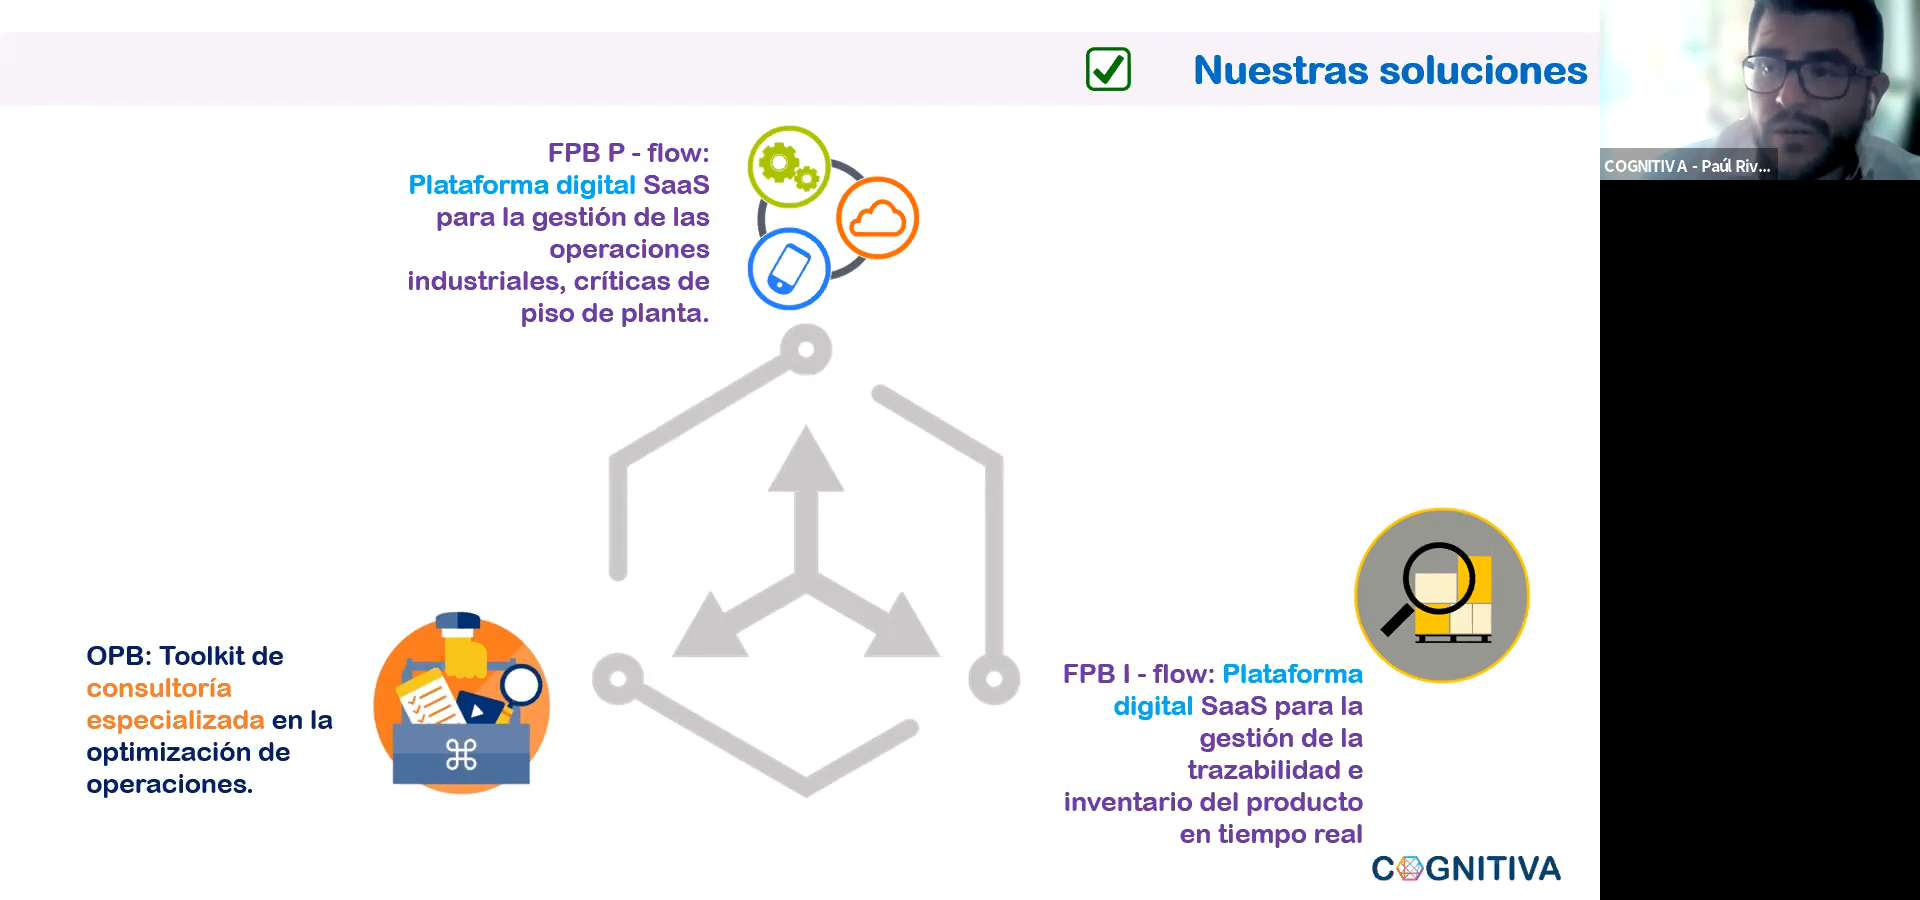 Nuestras soluciones
COGNITIVA - Paúl Riv...
FPB P - flow:
Plataforma digital SaaS
para la gestión de las
operaciones
industriales, críticas de
piso de planta.
OPB: Toolkit de
consultoría
especializada en la
optimización de
operaciones.
FPB I - flow: Plataforma
digital SaaS para la
gestión de la
trazabilidad e
inventario del producto
en tiempo real
COGNITIVA